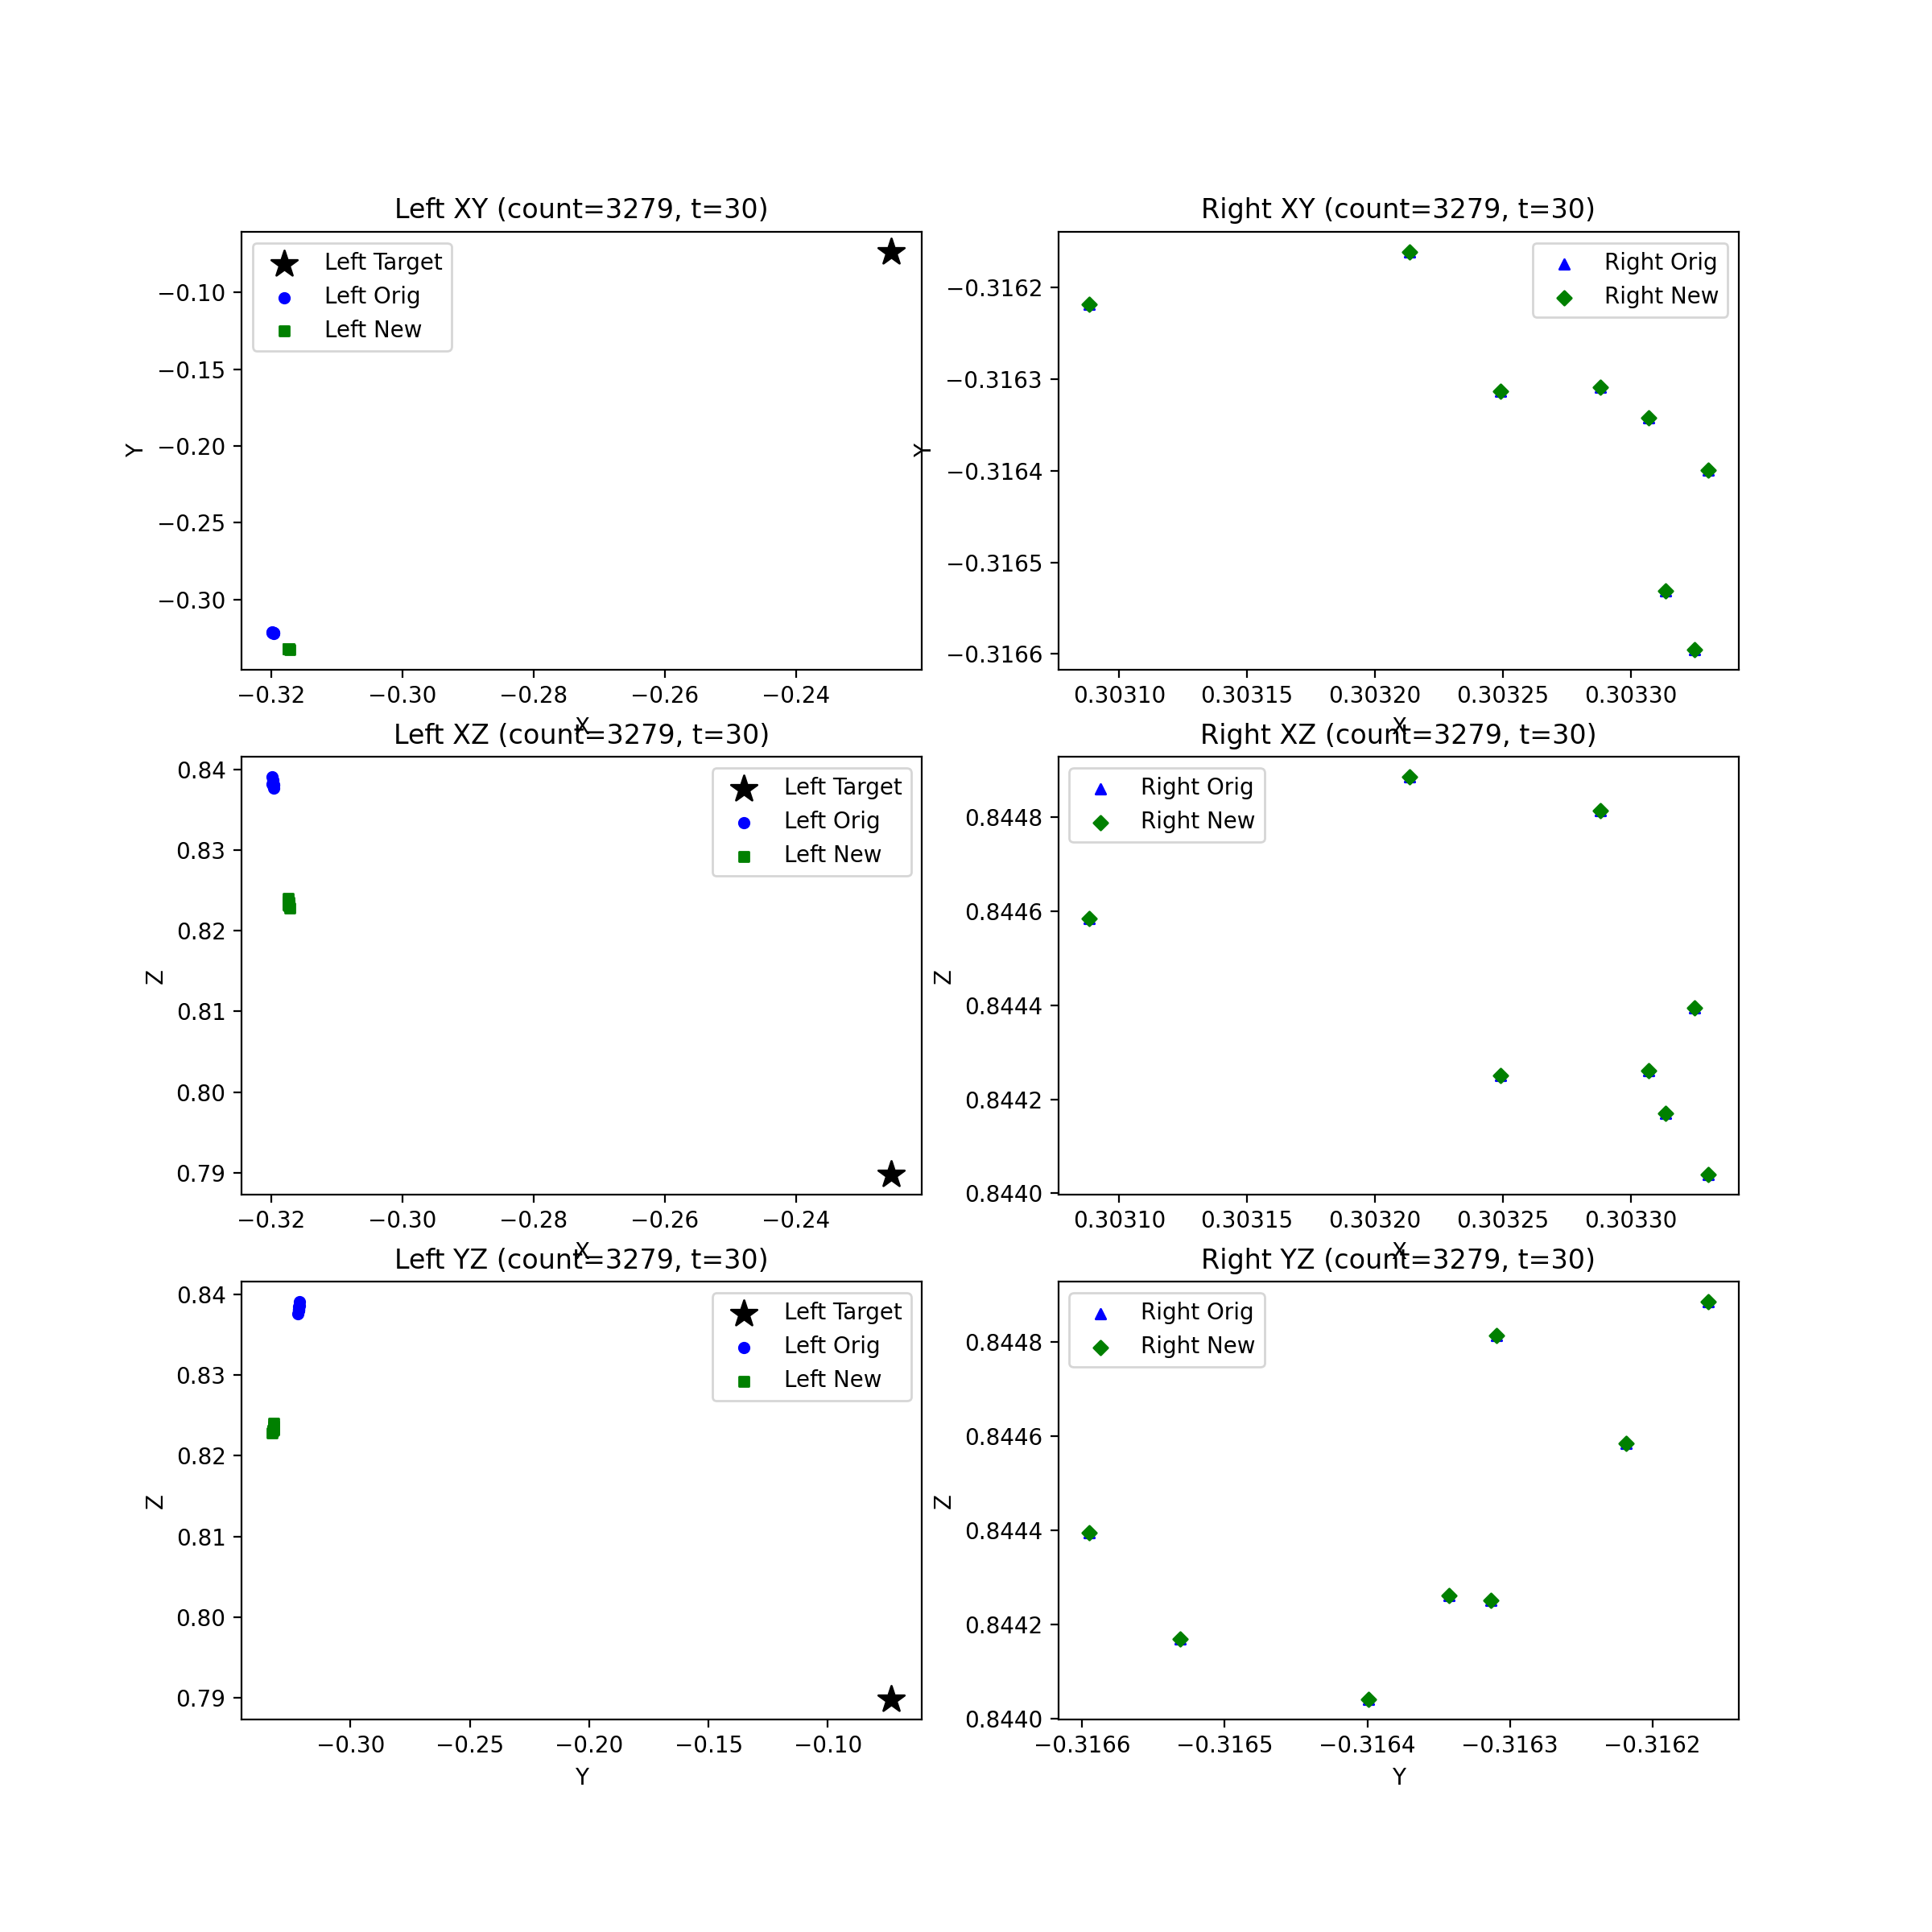 Left XY (count=3279, t=30)
Left Target
Left Orig
Left New
−0.10
−0.15
−0.20
−0.25
−0.30
Y
−0.32
−0.30
−0.28
−0.26
−0.24
X
Right XY (count=3279, t=30)
Right Orig
Right New
−0.3162
−0.3163
−0.3164
−0.3165
−0.3166
Y
0.30310
0.30315
0.30320
0.30325
0.30330
X
Left XZ (count=3279, t=30)
Left Target
Left Orig
Left New
0.84
0.83
0.82
0.81
0.80
0.79
Z
−0.32
−0.30
−0.28
−0.26
−0.24
X
Right XZ (count=3279, t=30)
Right Orig
Right New
0.8448
0.8446
0.8444
0.8442
0.8440
Z
0.30310
0.30315
0.30320
0.30325
0.30330
X
Left YZ (count=3279, t=30)
Left Target
Left Orig
Left New
0.84
0.83
0.82
0.81
0.80
0.79
Z
−0.30
−0.25
−0.20
−0.15
−0.10
Y
Right YZ (count=3279, t=30)
Right Orig
Right New
0.8448
0.8446
0.8444
0.8442
0.8440
Z
−0.3166
−0.3165
−0.3164
−0.3163
−0.3162
Y